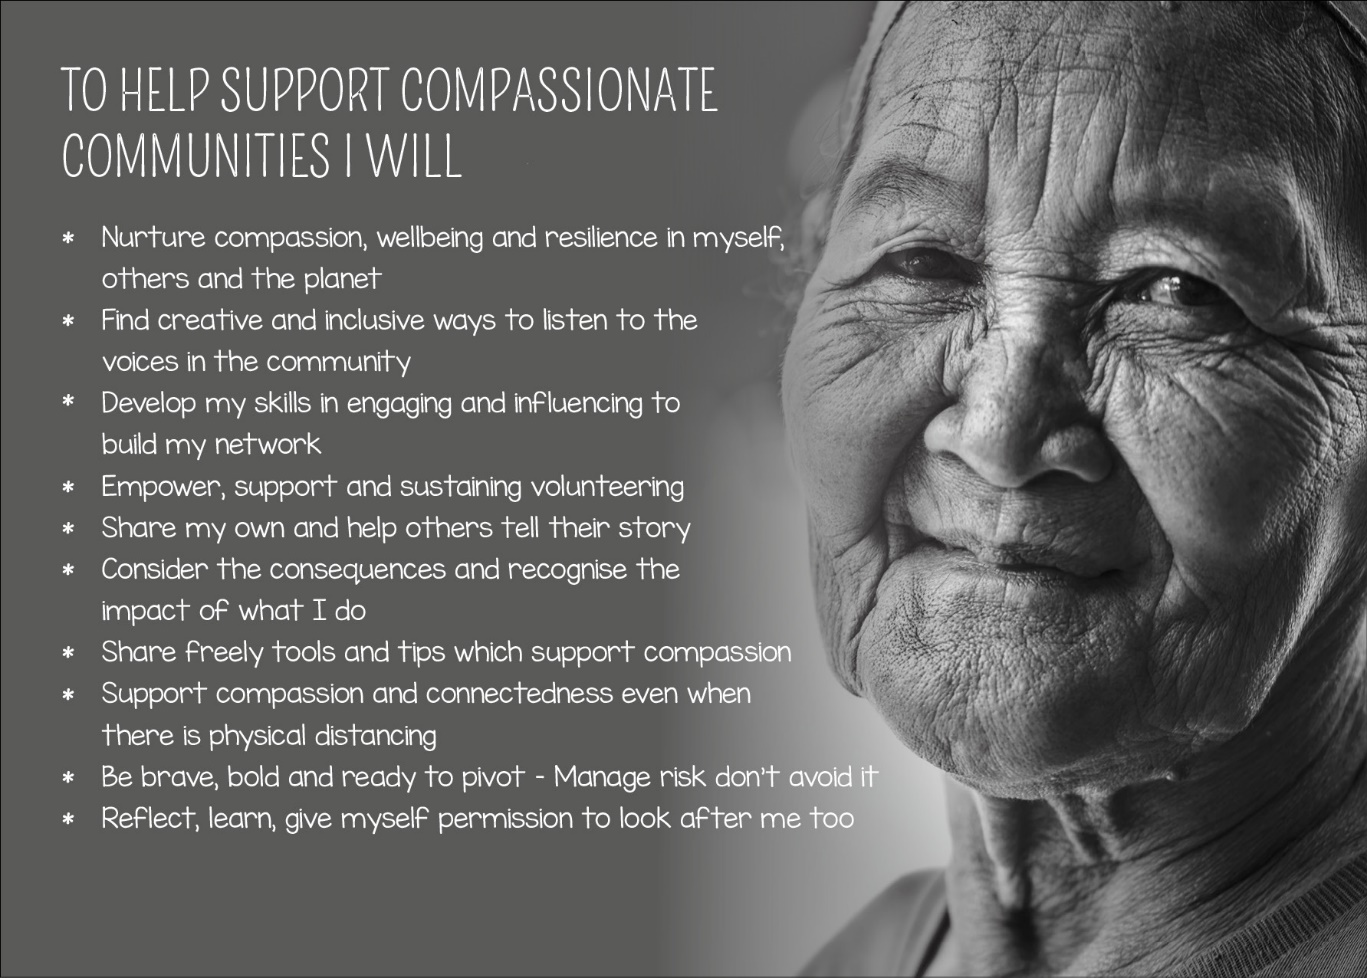 TO HELP SUPPORT COMPASSIONATE
COMMUNITIES I WILL
* Nurture compassion, wellbeing and resilience in myself,
others and the planet
* Find creative and inclusive ways to listen to the
voices in the community
* Develop my skills in engaging and influencing to
build my network
* Empower, support and sustaining volunteering
* Share my own and help others tell their story
* Consider the consequences and recognise the
impact of what I do
* Share freely tools and tips which support compassion
* Support compassion and connectedness even when
there is physical distancing
* Be brave, bold and ready to pivot - Manage risk don't avoid it
* Reflect, learn, give myself permission to look after me too